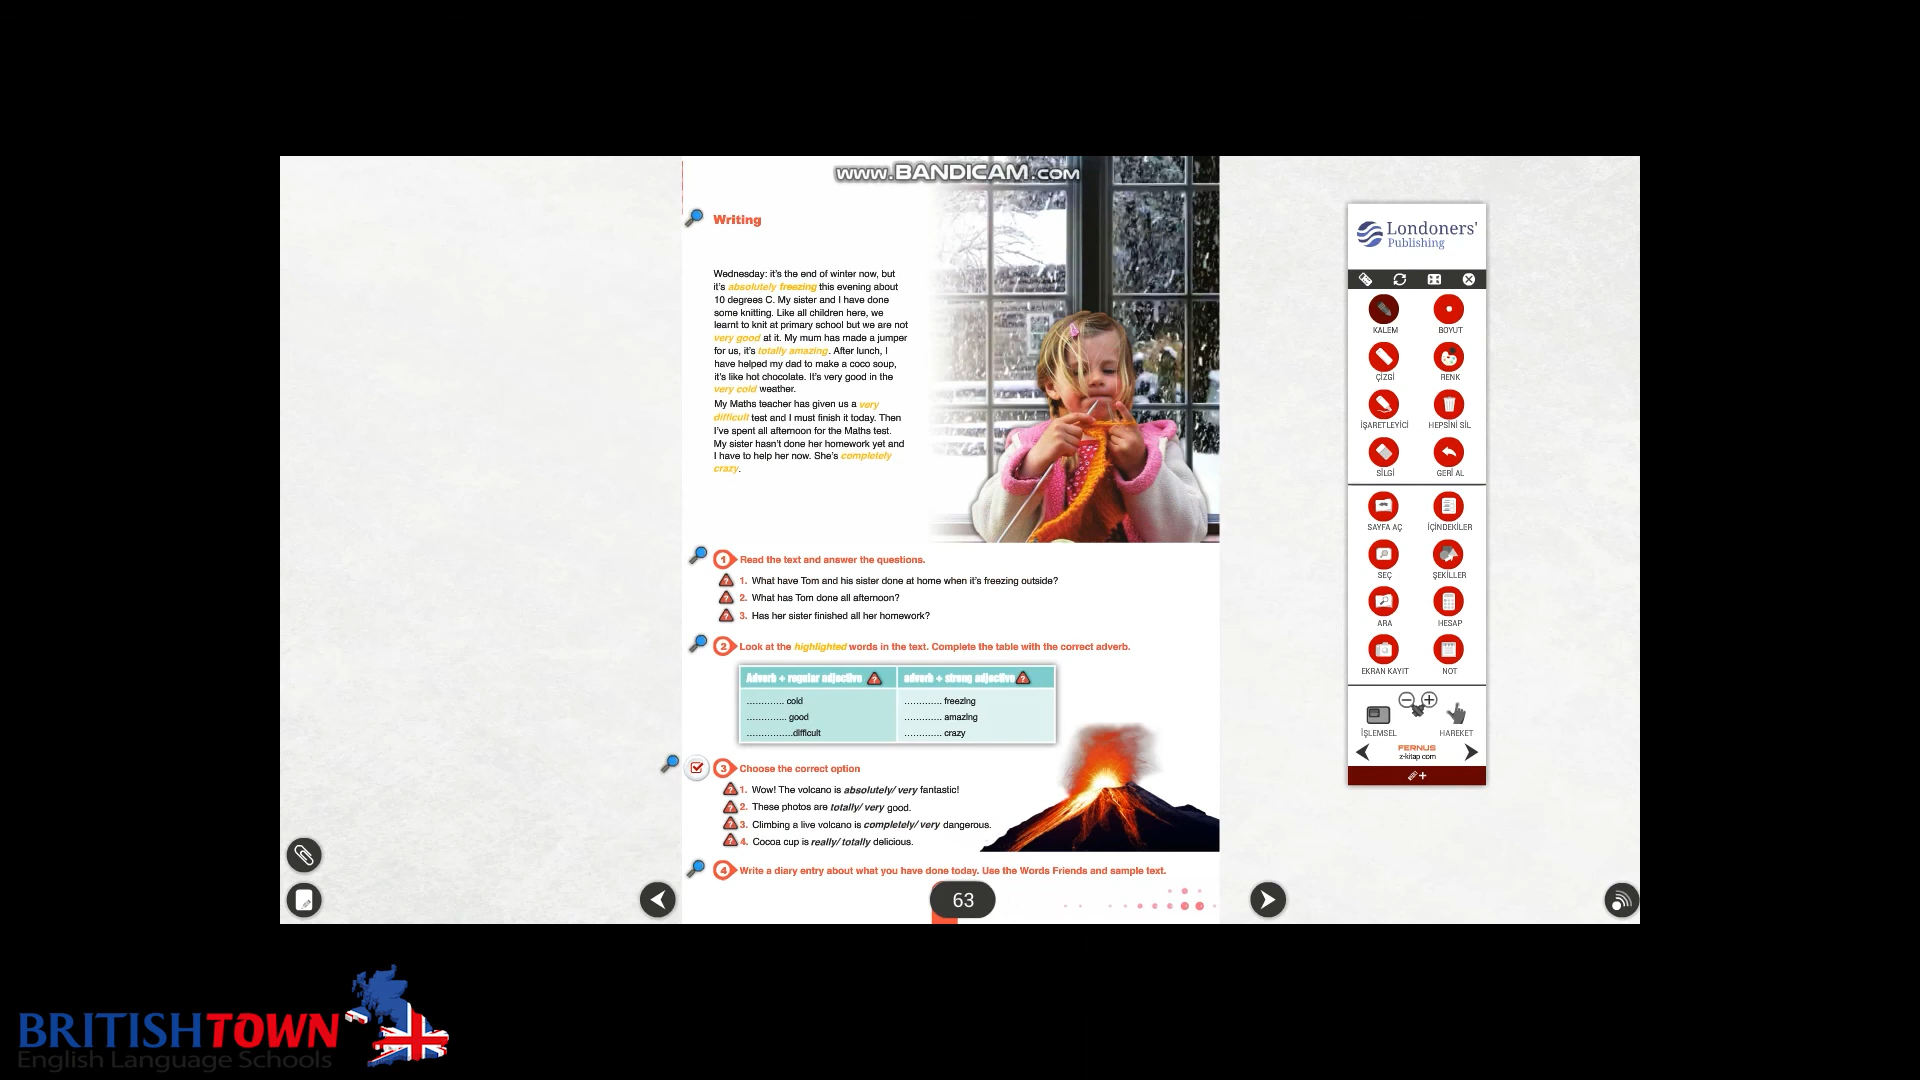 www.BANDICAM.COM
Writing
Wednesday: it's the end of winter now, but
it's absolutely freezing this evening about
10 degrees C. My sister and I have done
some knitting. Like all children here, we
learnt to knit at primary school but we are not
very good at it. My mum has made a jumper
for us, it's totally amazing. After lunch, I
have helped my dad to make a coco soup,
it's like hot chocolate. It's very good in the
very cold weather.
My Maths teacher has given us a very
difficult test and I must finish it today. Then
I've spent all afternoon for the Maths test.
My sister hasn't done her homework yet and
I have to help her now. She's completely
crazy.
1 Read the text and answer the questions.
1. What have Tom and his sister done at home when it's freezing outside?
2. What has Tom done all afternoon?
3. Has her sister finished all her homework?
2 Look at the highlighted words in the text. Complete the table with the correct adverb.
Adverb + regular adjective adverb + strong adjective
............. cold ............. freezing
.............. good ............. amazing
................difficult ............. crazy
3 Choose the correct option
1. Wow! The volcano is absolutely/ very fantastic!
2. These photos are totally/ very good.
3. Climbing a live volcano is completely/ very dangerous.
4. Cocoa cup is really/ totally delicious.
4 Write a diary entry about what you have done today. Use the Words Friends and sample text.
63
Londoners'
Publishing
KALEM BOYUT
ÇİZGİ RENK
İŞARETLEYİCİ HEPSİNİ SİL
SİLGİ GERİ AL
SAYFA AÇ İÇİNDEKİLER
SEÇ ŞEKİLLER
ARA HESAP
EKRAN KAYIT NOT
İŞLEMSEL HAREKET
FERNUS
z-kitap.com
BRITISHTOWN
English Language Schools